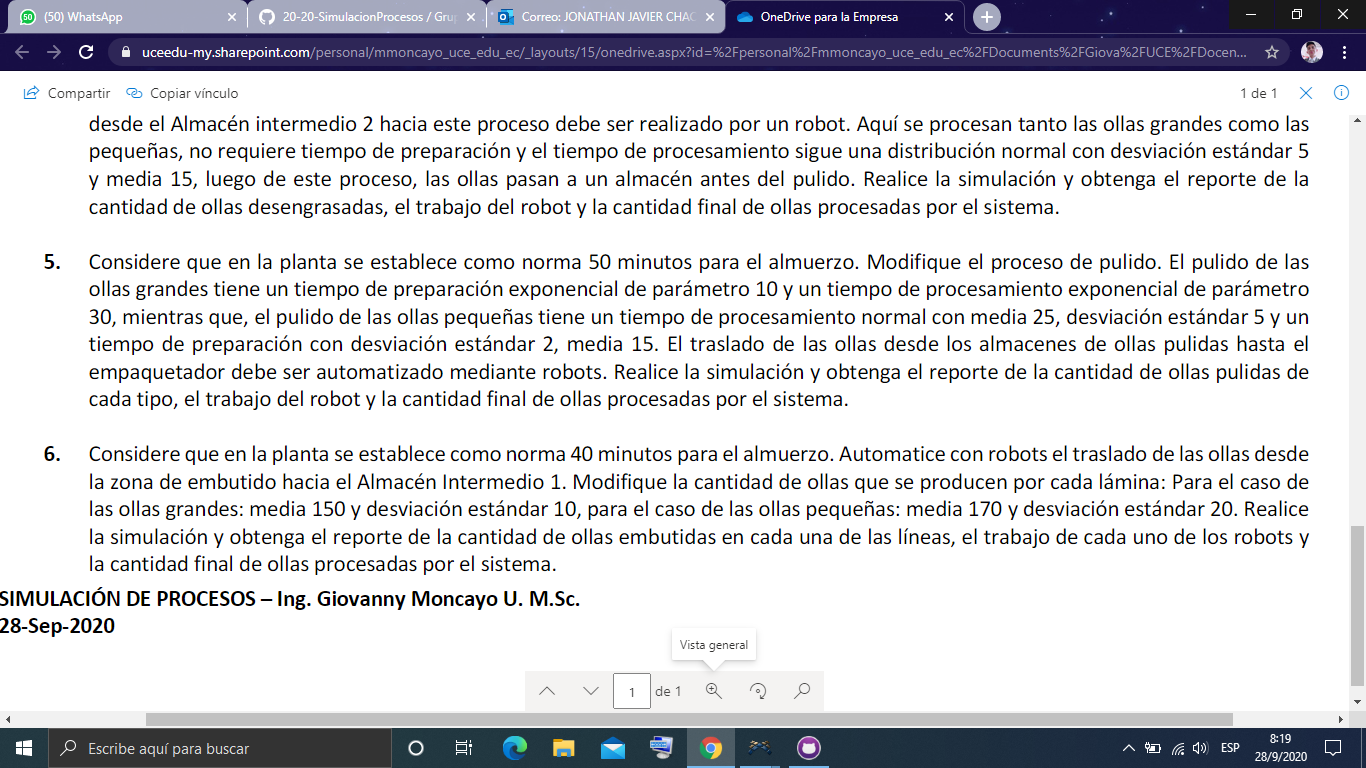 (50) WhatsApp
20-20-SimulacionProcesos / Gru
Correo: JONATHAN JAVIER CHAC
OneDrive para la Empresa
uceedu-my.sharepoint.com/personal/mmoncayo_uce_edu_ec/_layouts/15/onedrive.aspx?id=%2Fpersonal%2Fmmoncayo_uce_edu_ec%2FDocuments%2FGiova%2FUCE%2FDocen...
Compartir Copiar vínculo 1 de 1
desde el Almacén intermedio 2 hacia este proceso debe ser realizado por un robot. Aquí se procesan tanto las ollas grandes como las
pequeñas, no requiere tiempo de preparación y el tiempo de procesamiento sigue una distribución normal con desviación estándar 5
y media 15, luego de este proceso, las ollas pasan a un almacén antes del pulido. Realice la simulación y obtenga el reporte de la
cantidad de ollas desengrasadas, el trabajo del robot y la cantidad final de ollas procesadas por el sistema.
5. Considere que en la planta se establece como norma 50 minutos para el almuerzo. Modifique el proceso de pulido. El pulido de las
ollas grandes tiene un tiempo de preparación exponencial de parámetro 10 y un tiempo de procesamiento exponencial de parámetro
30, mientras que, el pulido de las ollas pequeñas tiene un tiempo de procesamiento normal con media 25, desviación estándar 5 y un
tiempo de preparación con desviación estándar 2, media 15. El traslado de las ollas desde los almacenes de ollas pulidas hasta el
empaquetador debe ser automatizado mediante robots. Realice la simulación y obtenga el reporte de la cantidad de ollas pulidas de
cada tipo, el trabajo del robot y la cantidad final de ollas procesadas por el sistema.
6. Considere que en la planta se establece como norma 40 minutos para el almuerzo. Automatice con robots el traslado de las ollas desde
la zona de embutido hacia el Almacén Intermedio 1. Modifique la cantidad de ollas que se producen por cada lámina: Para el caso de
las ollas grandes: media 150 y desviación estándar 10, para el caso de las ollas pequeñas: media 170 y desviación estándar 20. Realice
la simulación y obtenga el reporte de la cantidad de ollas embutidas en cada una de las líneas, el trabajo de cada uno de los robots y
la cantidad final de ollas procesadas por el sistema.
SIMULACIÓN DE PROCESOS – Ing. Giovanny Moncayo U. M.Sc.
28-Sep-2020
Vista general
1 de 1
Escribe aquí para buscar
ESP
8:19
28/9/2020